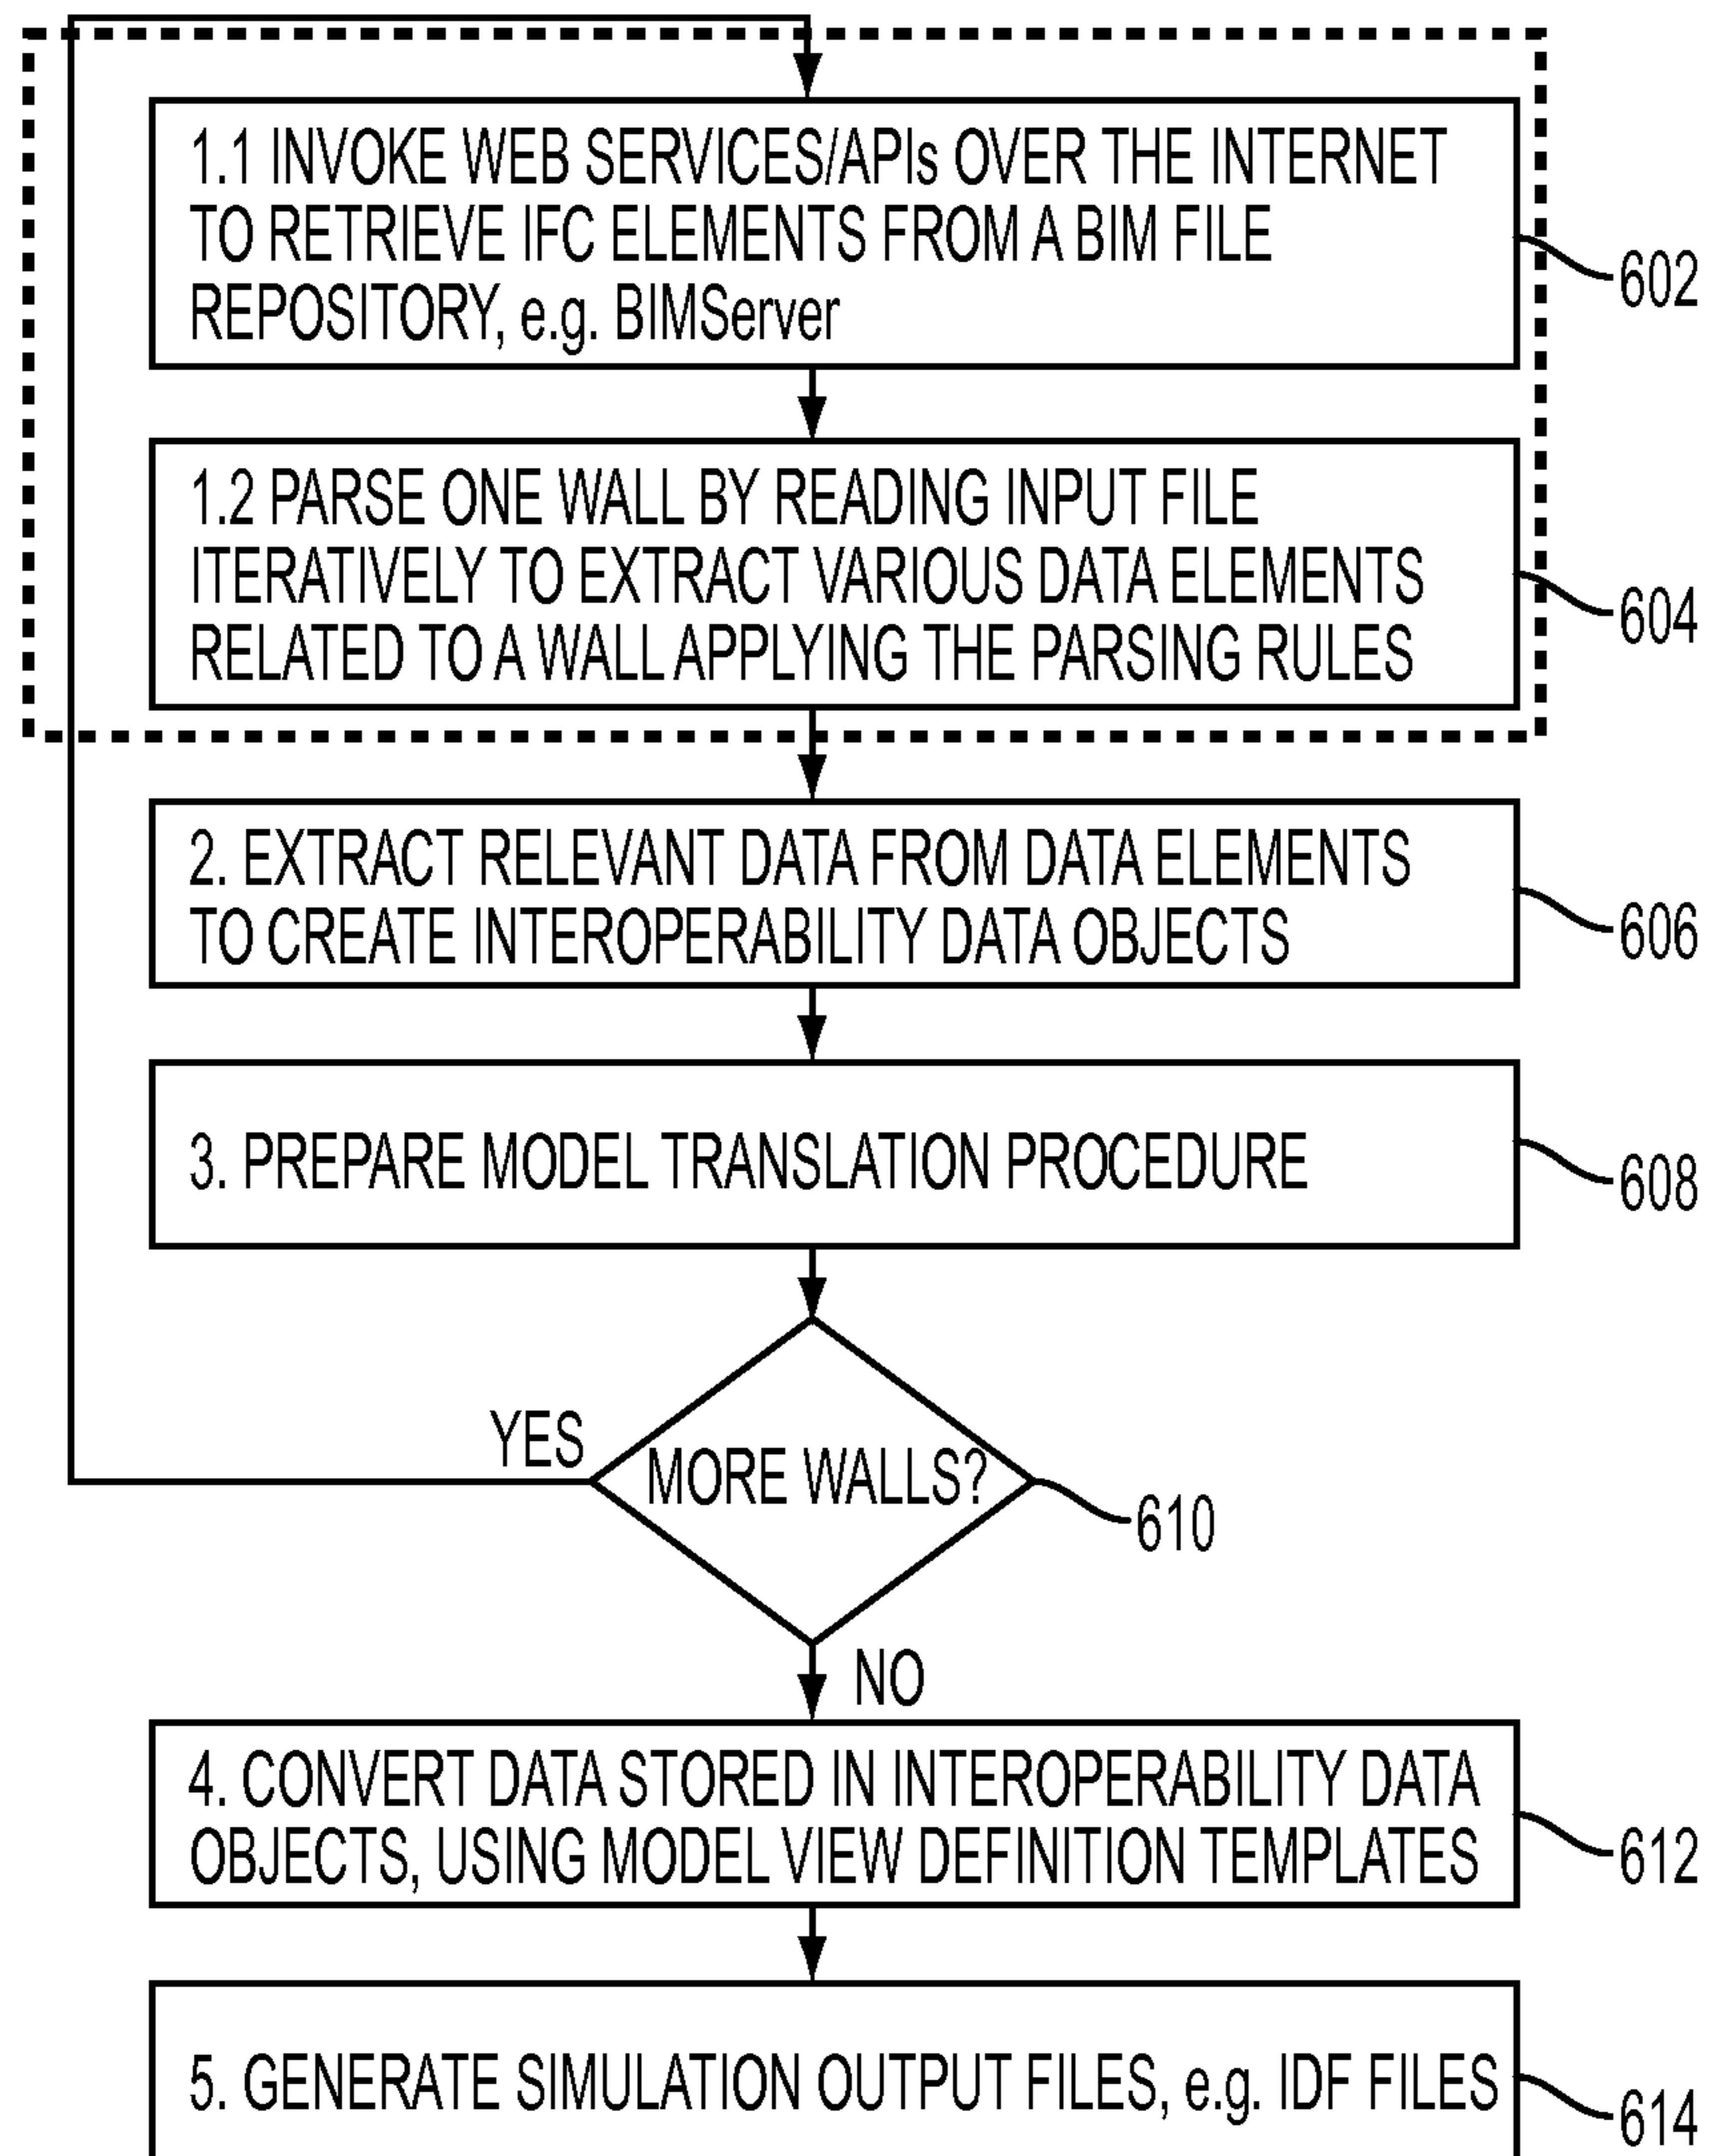 1.1 INVOKE WEB SERVICES/APIs OVER THE INTERNET
TO RETRIEVE IFC ELEMENTS FROM A BIM FILE
REPOSITORY, e.g. BIMServer
602
1.2 PARSE ONE WALL BY READING INPUT FILE
ITERATIVELY TO EXTRACT VARIOUS DATA ELEMENTS
RELATED TO A WALL APPLYING THE PARSING RULES
604
2. EXTRACT RELEVANT DATA FROM DATA ELEMENTS
TO CREATE INTEROPERABILITY DATA OBJECTS
606
3. PREPARE MODEL TRANSLATION PROCEDURE
608
YES
MORE WALLS?
610
NO
4. CONVERT DATA STORED IN INTEROPERABILITY DATA
OBJECTS, USING MODEL VIEW DEFINITION TEMPLATES
612
5. GENERATE SIMULATION OUTPUT FILES, e.g. IDF FILES
614